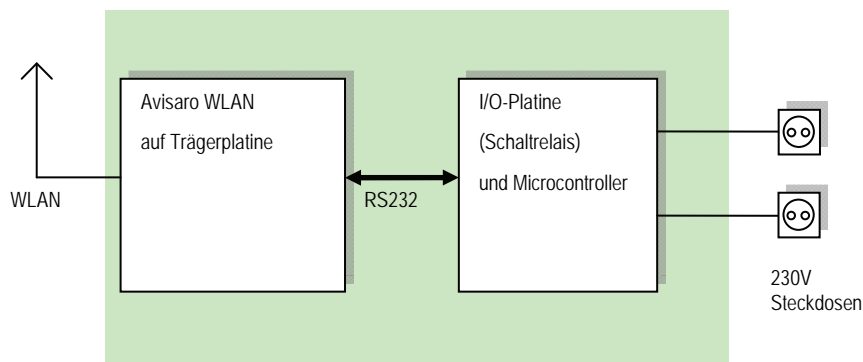 Avisaro WLAN
auf Trägerplatine
I/O-Platine
(Schaltrelais)
und Microcontroller
WLAN
RS232
230V
Steckdosen